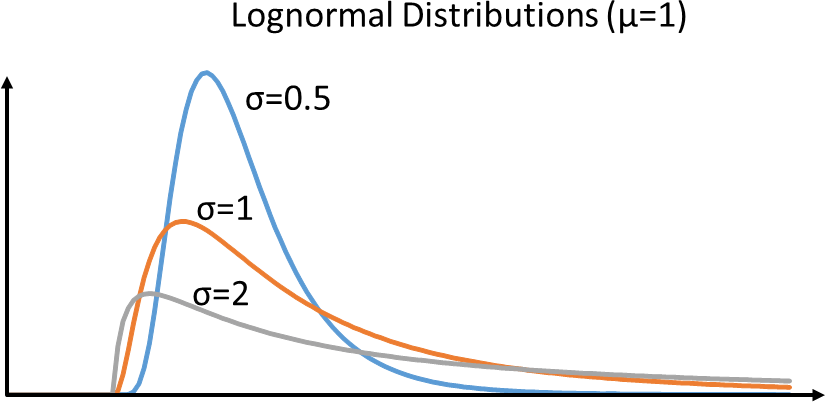 Lognormal Distributions (μ=1)
σ=0.5
σ=1
σ=2